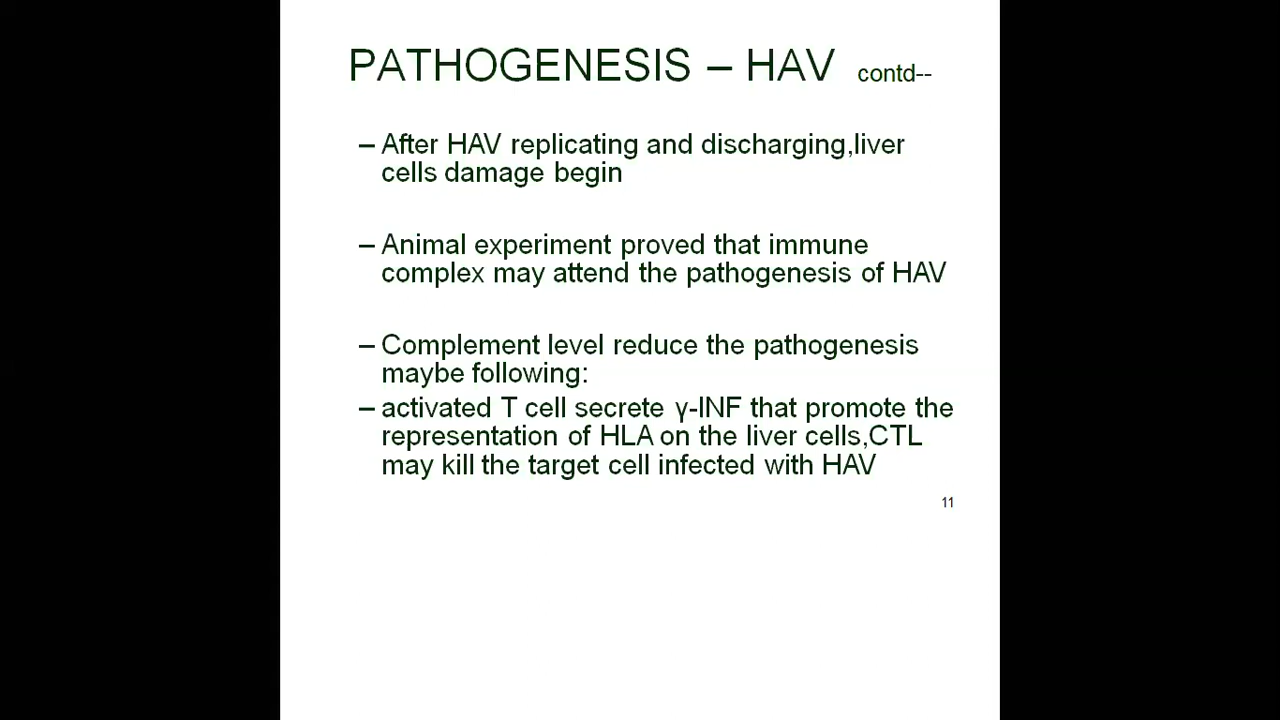 PATHOGENESIS – HAV contd--
– After HAV replicating and discharging,liver
cells damage begin
– Animal experiment proved that immune
complex may attend the pathogenesis of HAV
– Complement level reduce the pathogenesis
maybe following:
– activated T cell secrete γ-INF that promote the
representation of HLA on the liver cells,CTL
may kill the target cell infected with HAV
11